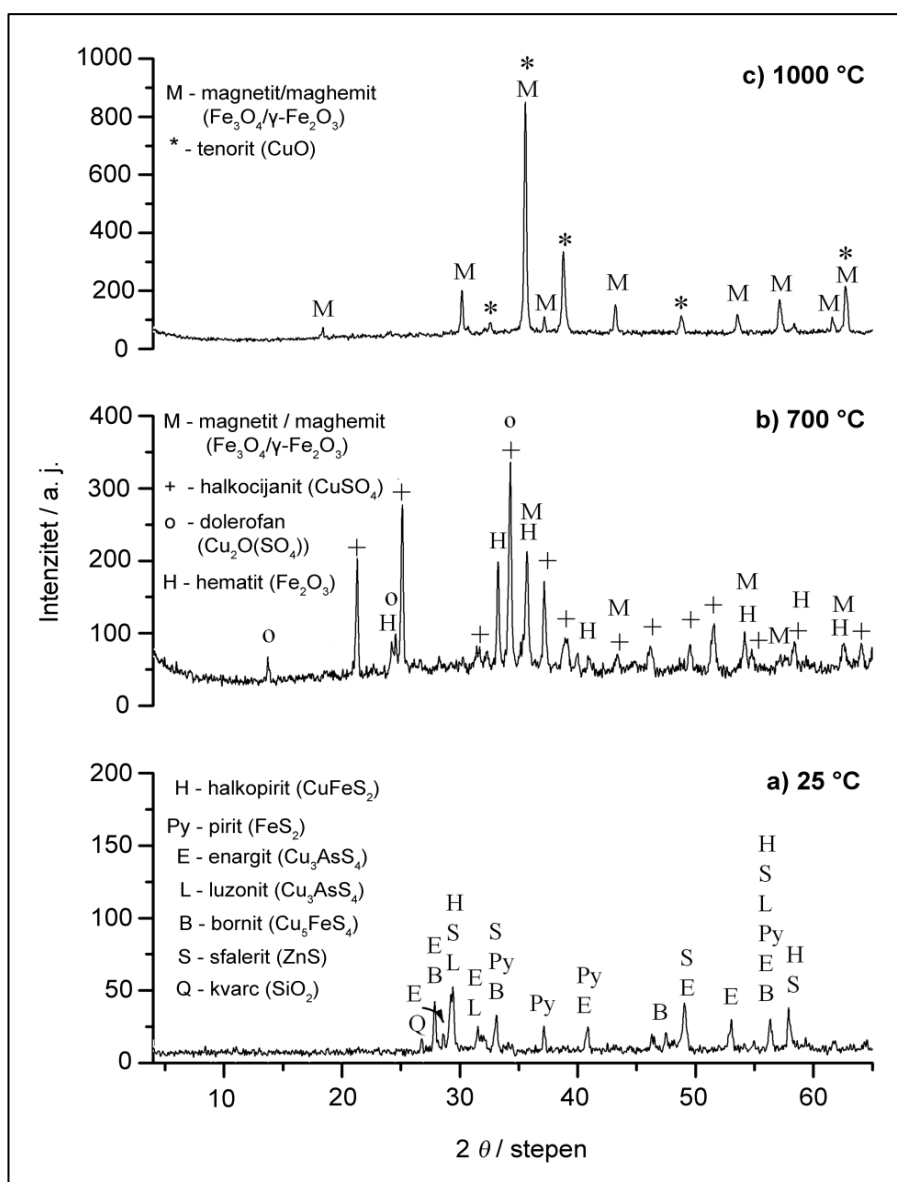 Intenzitet / a. j.
c) 1000 °C
M - magnetit/maghemit
(Fe₃O₄/γ-Fe₂O₃)
* - tenorit (CuO)
1000
800
600
400
200
0
M
M
*
*
M
M
*
M
*
M
M
M
*
M
b) 700 °C
M - magnetit / maghemit
(Fe₃O₄/γ-Fe₂O₃)
+ - halkocijanit (CuSO₄)
o - dolerofan
(Cu₂O(SO₄))
H - hematit (Fe₂O₃)
400
300
200
100
0
o
+
o
H
+
+
H
o
+
M
H
+
+
H
M
+
+
+
+
M
H
+
M
H
+
M
H
+
a) 25 °C
H - halkopirit (CuFeS₂)
Py - pirit (FeS₂)
E - enargit (Cu₃AsS₄)
L - luzonit (Cu₃AsS₄)
B - bornit (Cu₅FeS₄)
S - sfalerit (ZnS)
Q - kvarc (SiO₂)
200
150
100
50
0
E
Q
E
B
H
S
L
E
L
S
Py
B
Py
Py
E
B
S
E
E
H
S
L
Py
E
B
H
S
10 20 30 40 50 60
2 θ / stepen